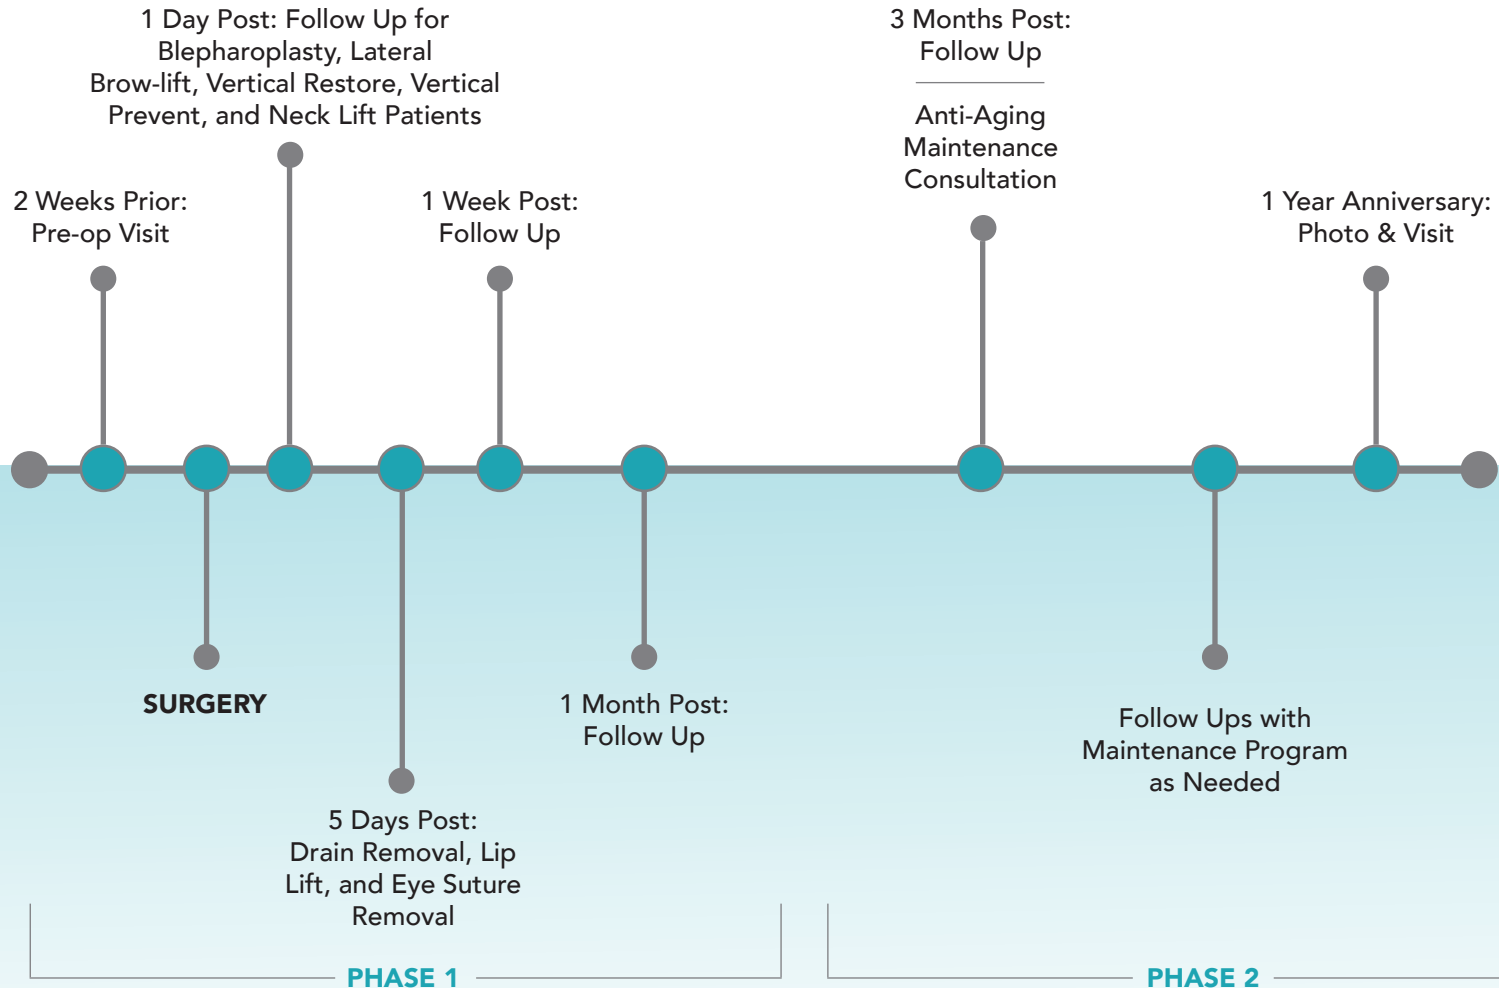 2 Weeks Prior:
Pre-op Visit
SURGERY
1 Day Post: Follow Up for
Blepharoplasty, Lateral
Brow-lift, Vertical Restore, Vertical
Prevent, and Neck Lift Patients
5 Days Post:
Drain Removal, Lip
Lift, and Eye Suture
Removal
1 Week Post:
Follow Up
1 Month Post:
Follow Up
3 Months Post:
Follow Up
Anti-Aging
Maintenance
Consultation
Follow Ups with
Maintenance Program
as Needed
1 Year Anniversary:
Photo & Visit
PHASE 1
PHASE 2